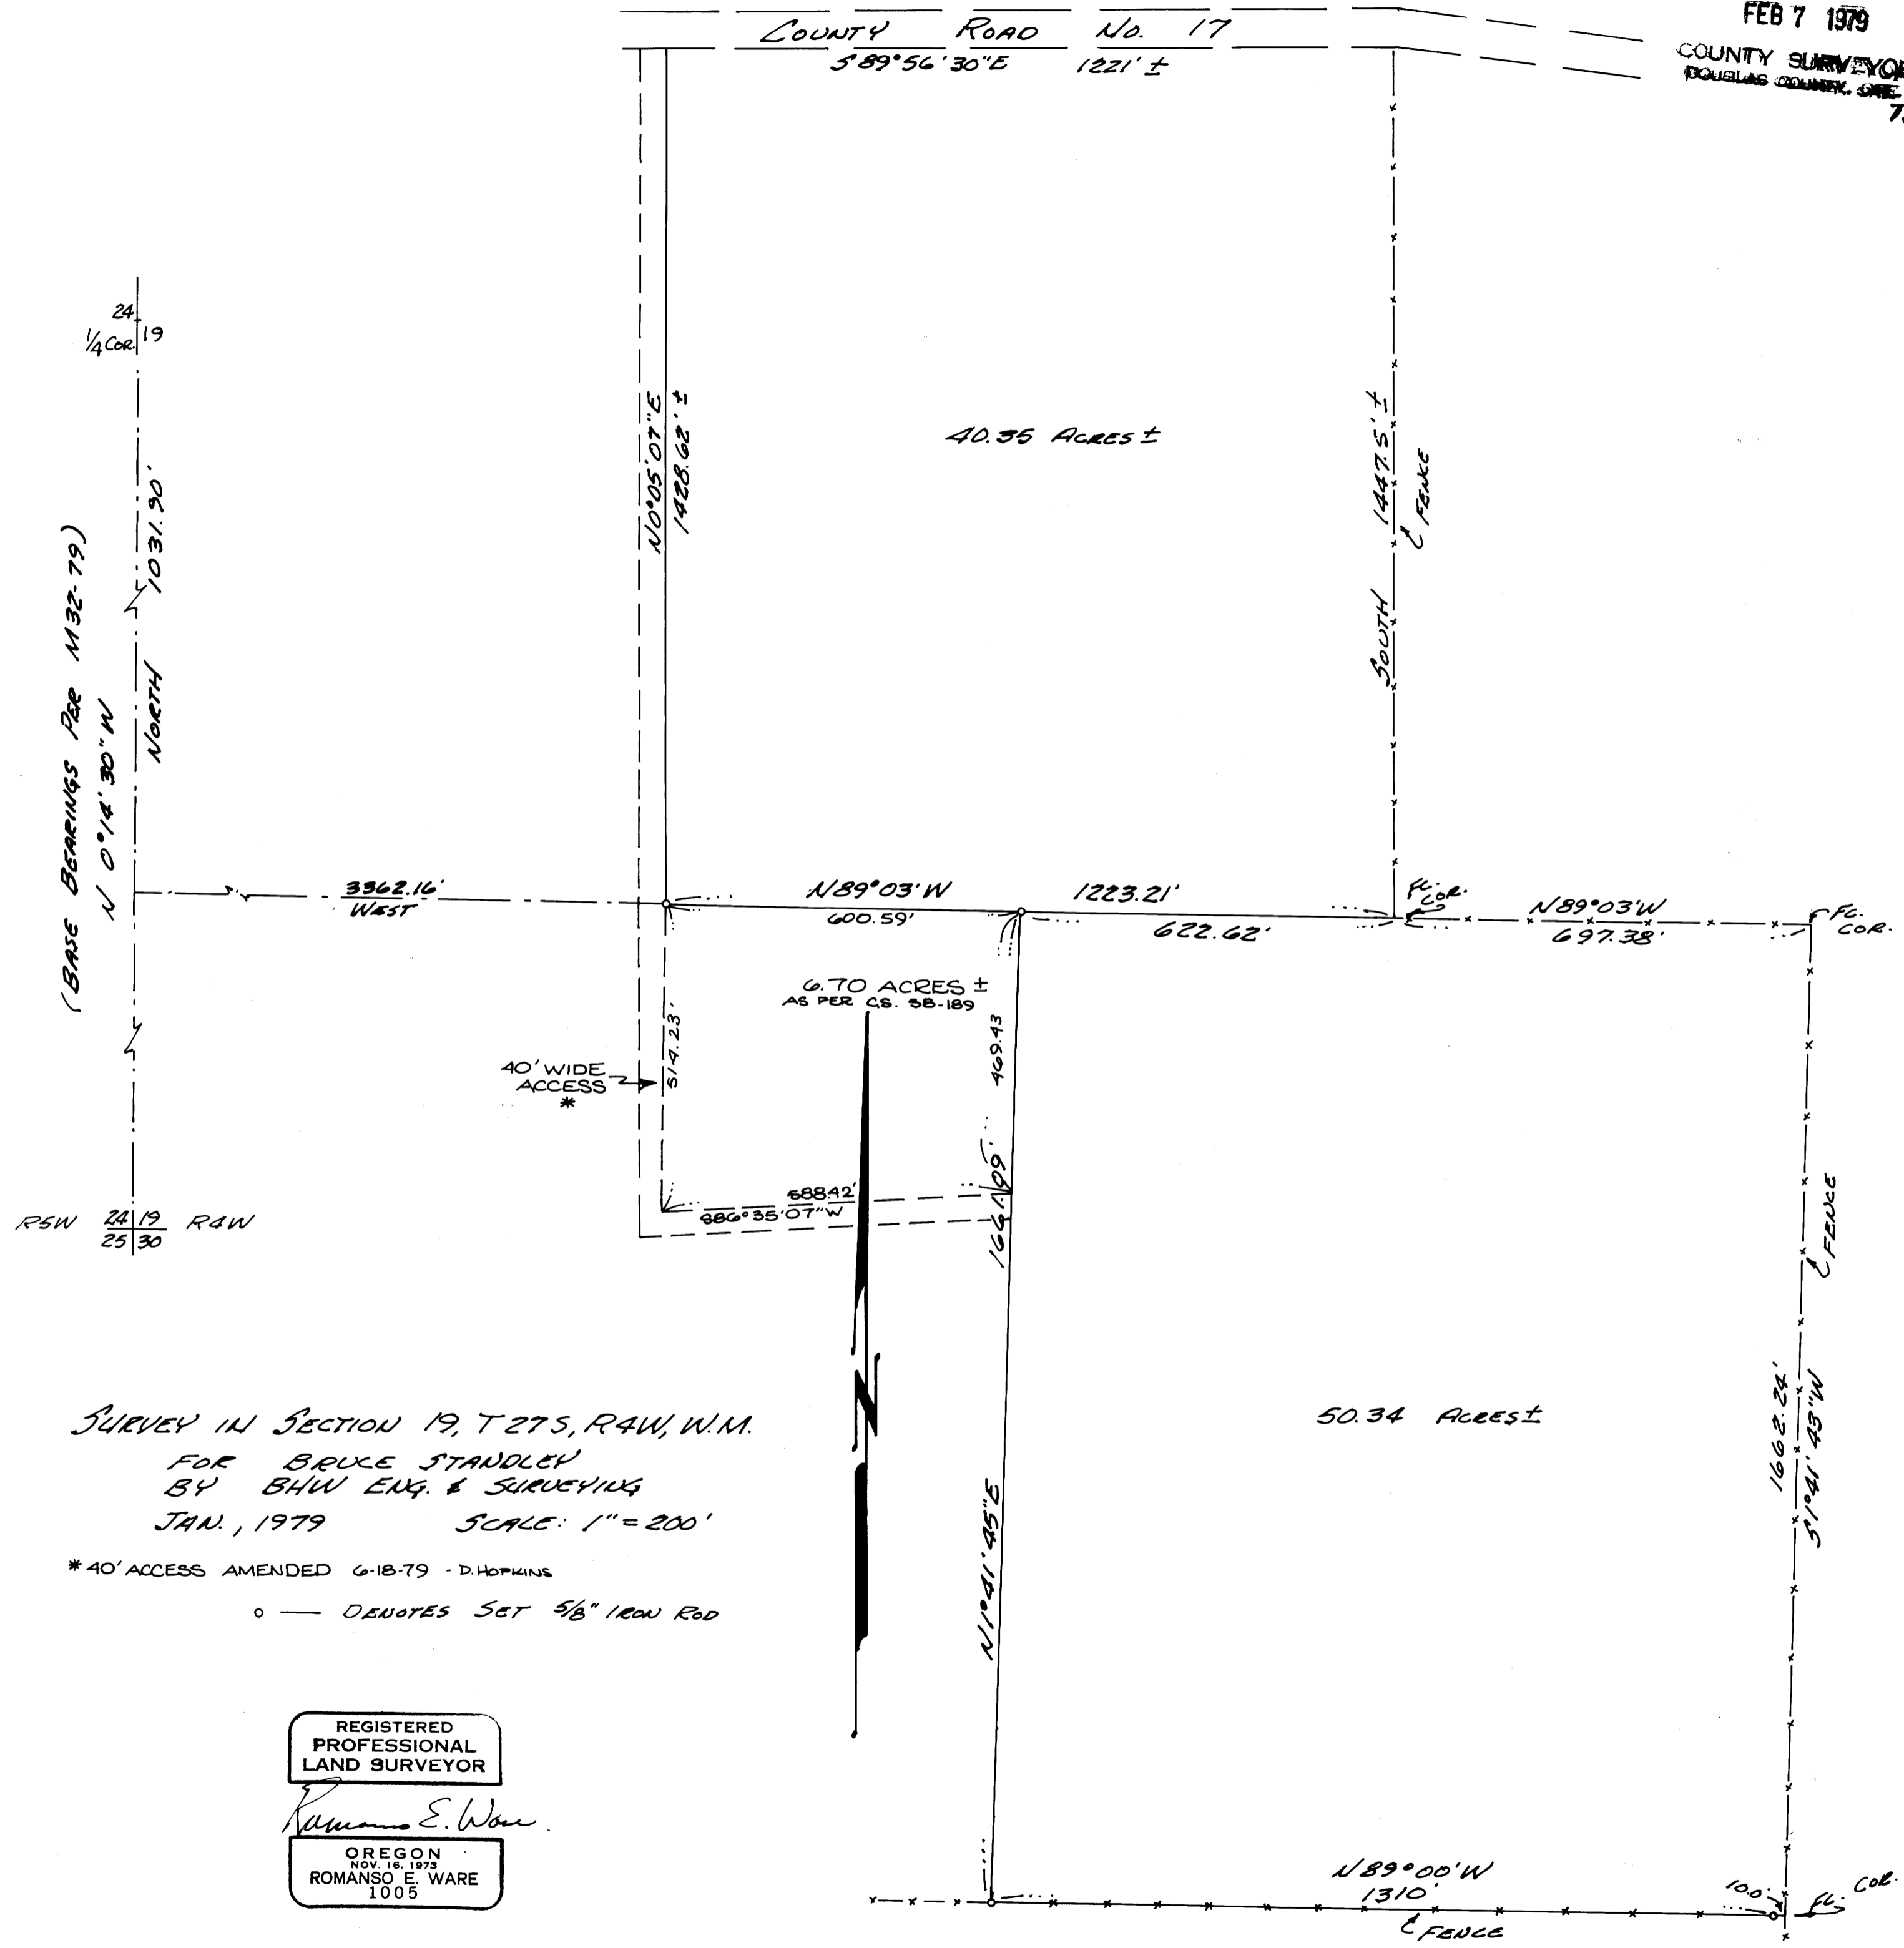 FEB 7 1979
COUNTY SURVEYOR
DOUGLAS COUNTY, ORE.
COUNTY ROAD NO. 17
S89°56'30"E 1221' ±
24
1/4 COR. 19
(BASE BEARINGS PER M32-79)
N 0°14'30" W
NORTH 1031.90'
N0°05'07"E
1428.62' ±
40.35 ACRES ±
SOUTH 1447.5' ±
℄ FENCE
3362.16'
WEST
N89°03'W 1223.21'
600.59'
622.62'
FC. COR.
N89°03'W
697.38'
FC. COR.
6.70 ACRES ±
AS PER C.S. 38-189
514.23'
469.43
40' WIDE
ACCESS
*
588.42'
S86°35'07"W
1661.09'
N1°41'45"E
R5W 24 19 R4W
25 30
℄ FENCE
1662.24'
S1°41'43"W
50.34 ACRES ±
N
SURVEY IN SECTION 19, T27S, R4W, W.M.
FOR BRUCE STANDLEY
BY BHW ENG. & SURVEYING
JAN., 1979 SCALE: 1" = 200'
* 40' ACCESS AMENDED 6-18-79 - D. HOPKINS
o — DENOTES SET 5/8" IRON ROD
REGISTERED
PROFESSIONAL
LAND SURVEYOR
Romanso E. Ware
OREGON
NOV. 16, 1973
ROMANSO E. WARE
1005
N89°00'W
1310'
℄ FENCE
10.0'
FC. COR.